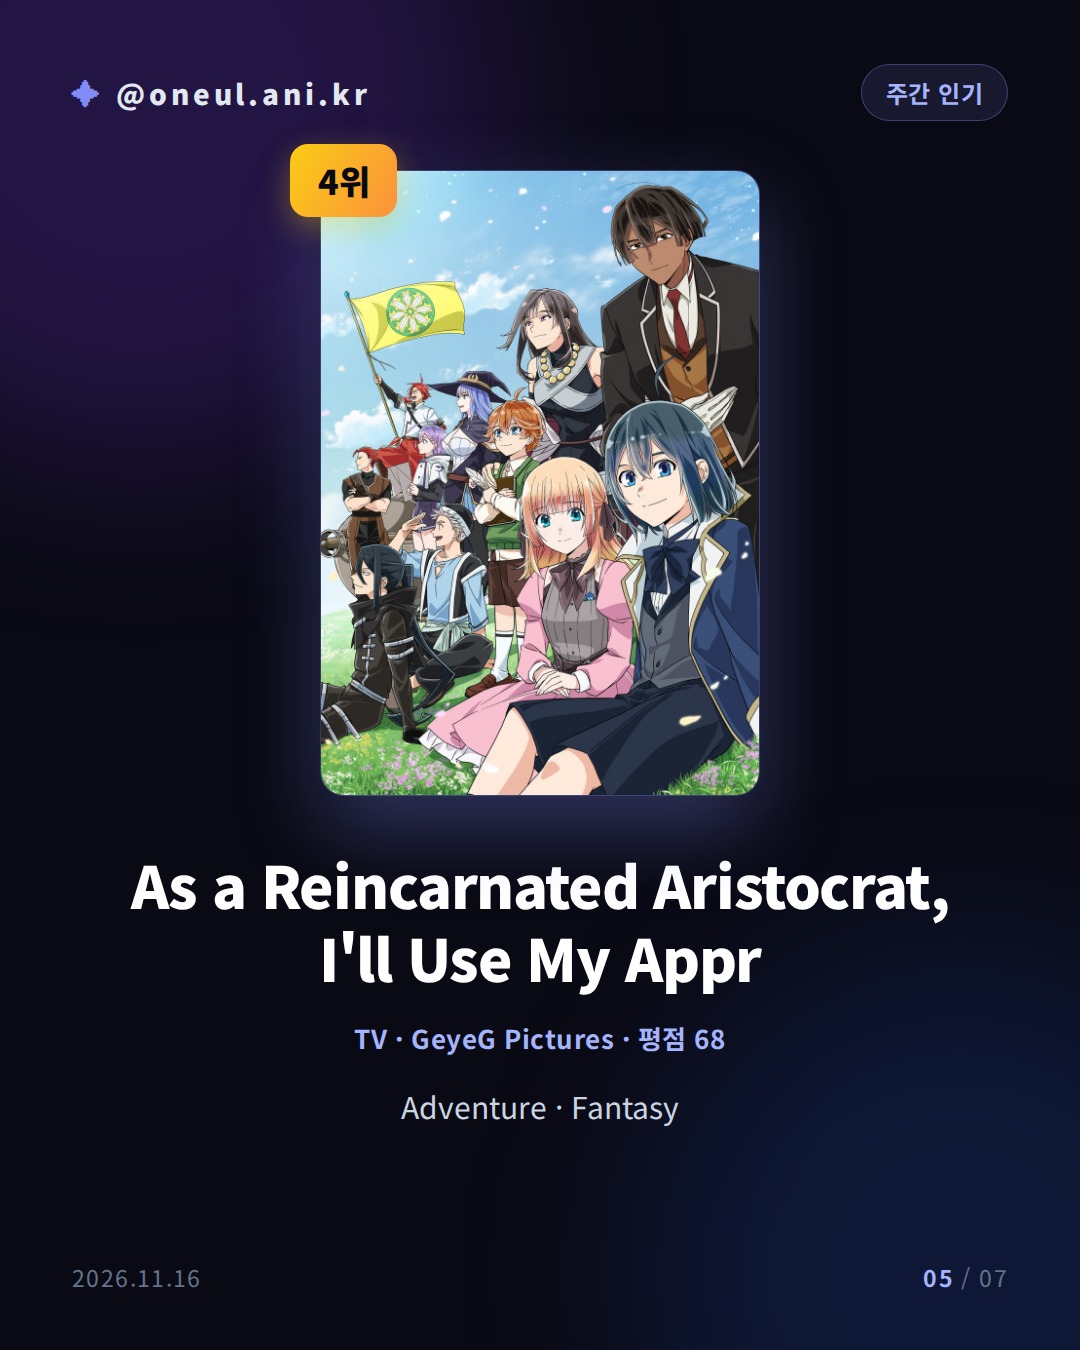 @oneul.ani.kr
주간 인기
4위
As a Reincarnated Aristocrat,
I'll Use My Appr
TV · GeyeG Pictures · 평점 68
Adventure · Fantasy
2026.11.16
05 / 07